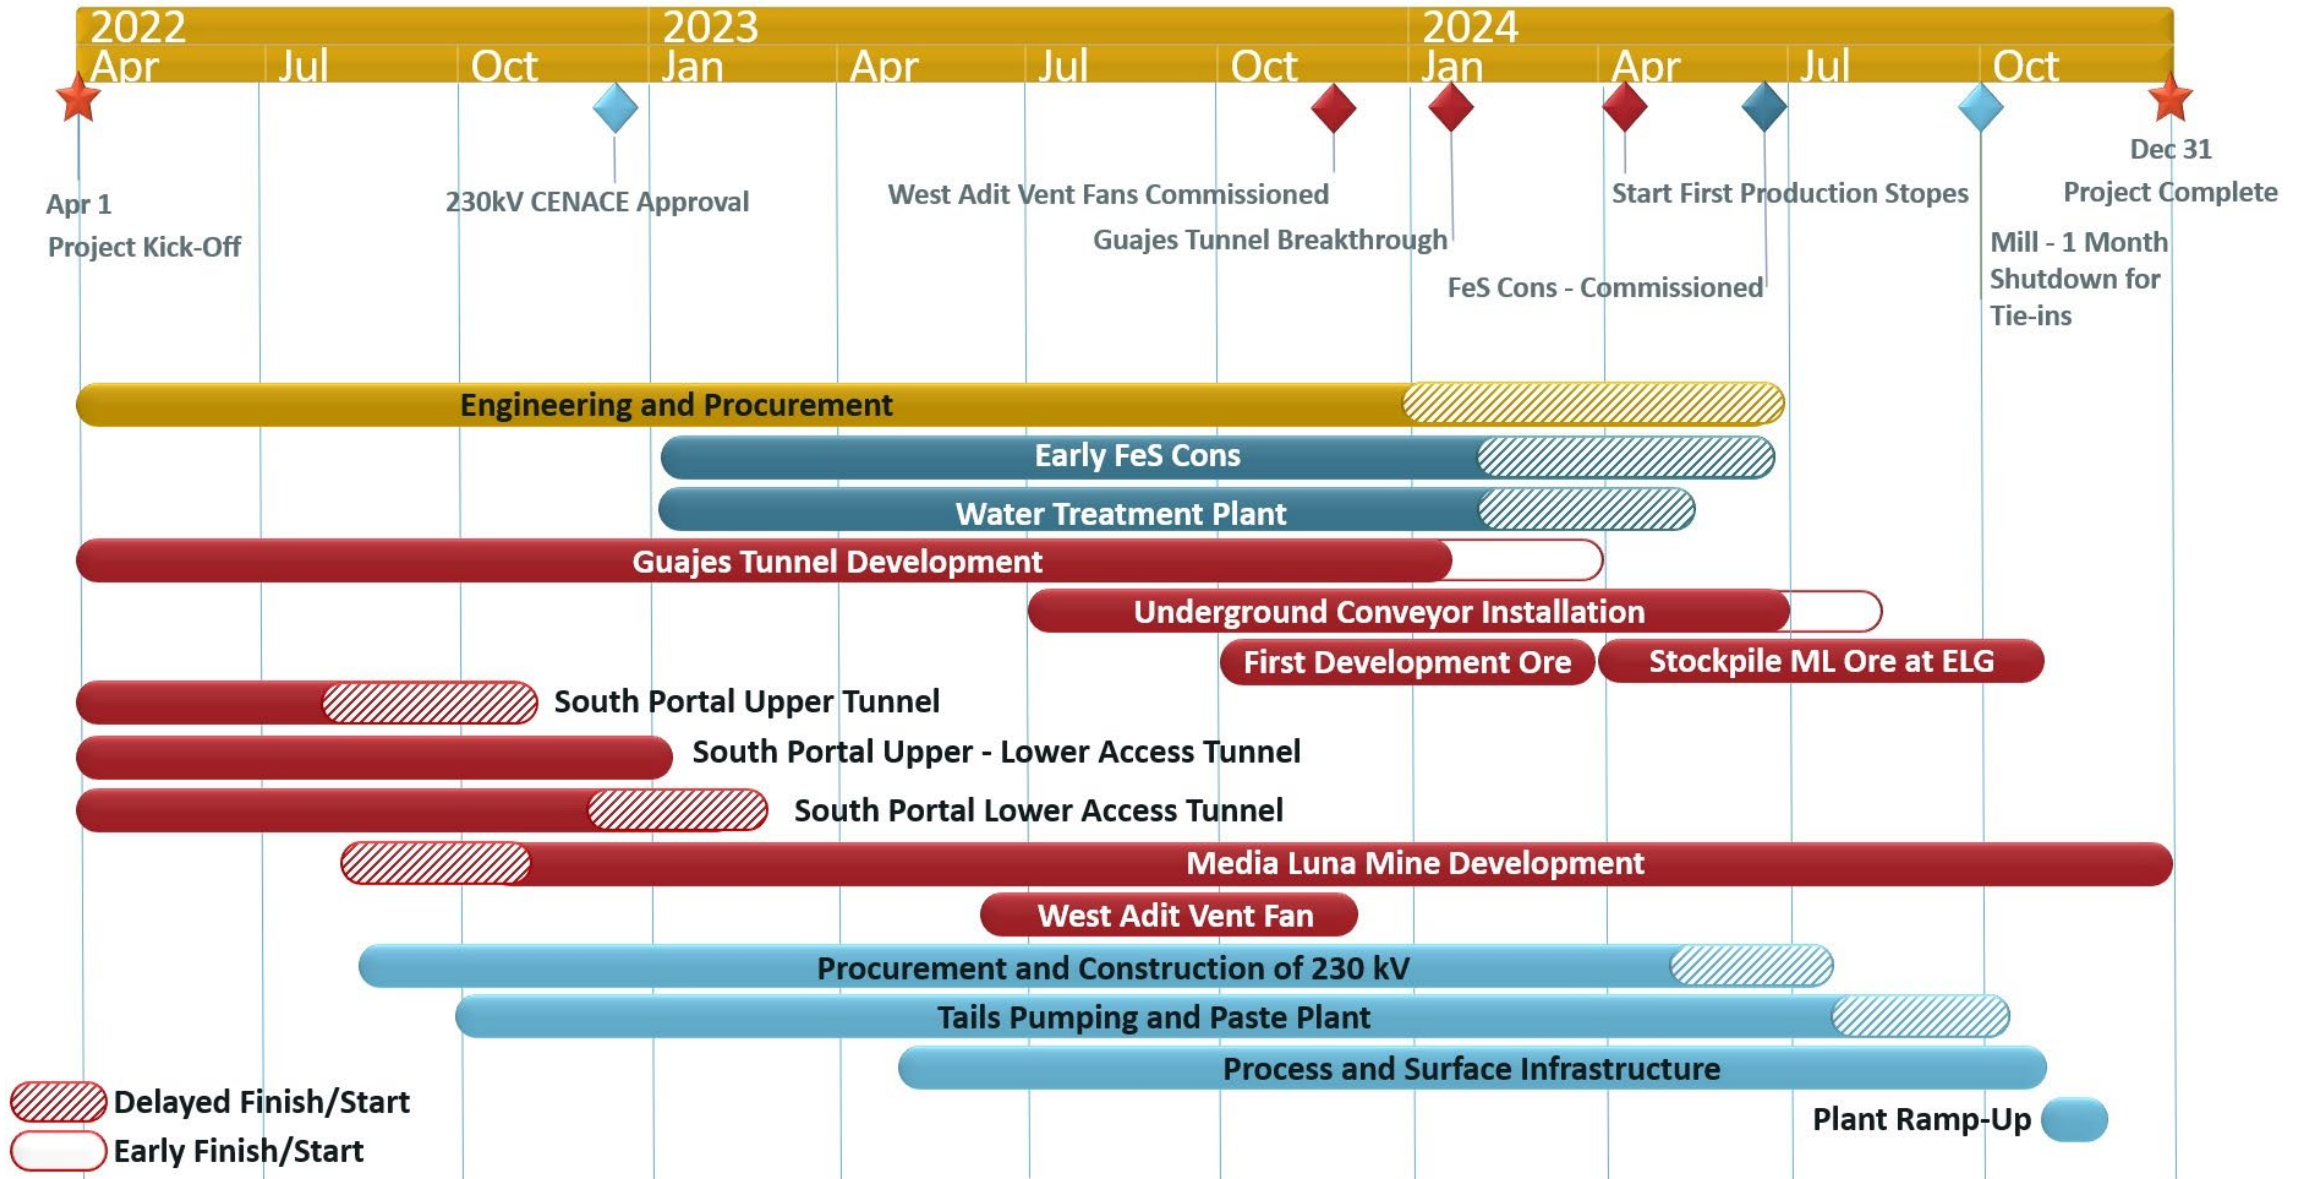 2022 2023 2024
Apr Jul Oct Jan Apr Jul Oct Jan Apr Jul Oct
Apr 1
Project Kick-Off
230kV CENACE Approval
West Adit Vent Fans Commissioned
Guajes Tunnel Breakthrough
Start First Production Stopes
FeS Cons - Commissioned
Mill - 1 Month
Shutdown for
Tie-ins
Dec 31
Project Complete
Engineering and Procurement
Early FeS Cons
Water Treatment Plant
Guajes Tunnel Development
Underground Conveyor Installation
First Development Ore
Stockpile ML Ore at ELG
South Portal Upper Tunnel
South Portal Upper - Lower Access Tunnel
South Portal Lower Access Tunnel
Media Luna Mine Development
West Adit Vent Fan
Procurement and Construction of 230 kV
Tails Pumping and Paste Plant
Process and Surface Infrastructure
Plant Ramp-Up
Delayed Finish/Start
Early Finish/Start